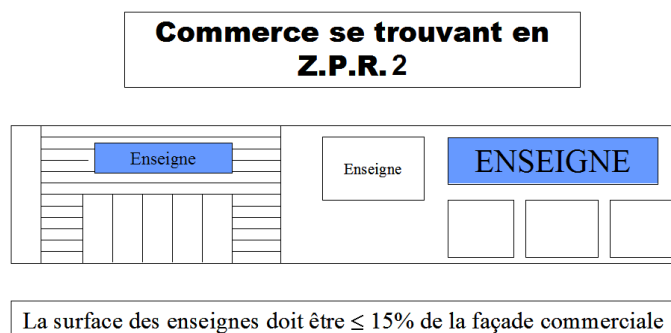 Commerce se trouvant en
Z.P.R. 2
Enseigne
Enseigne
ENSEIGNE
La surface des enseignes doit être ≤ 15% de la façade commerciale